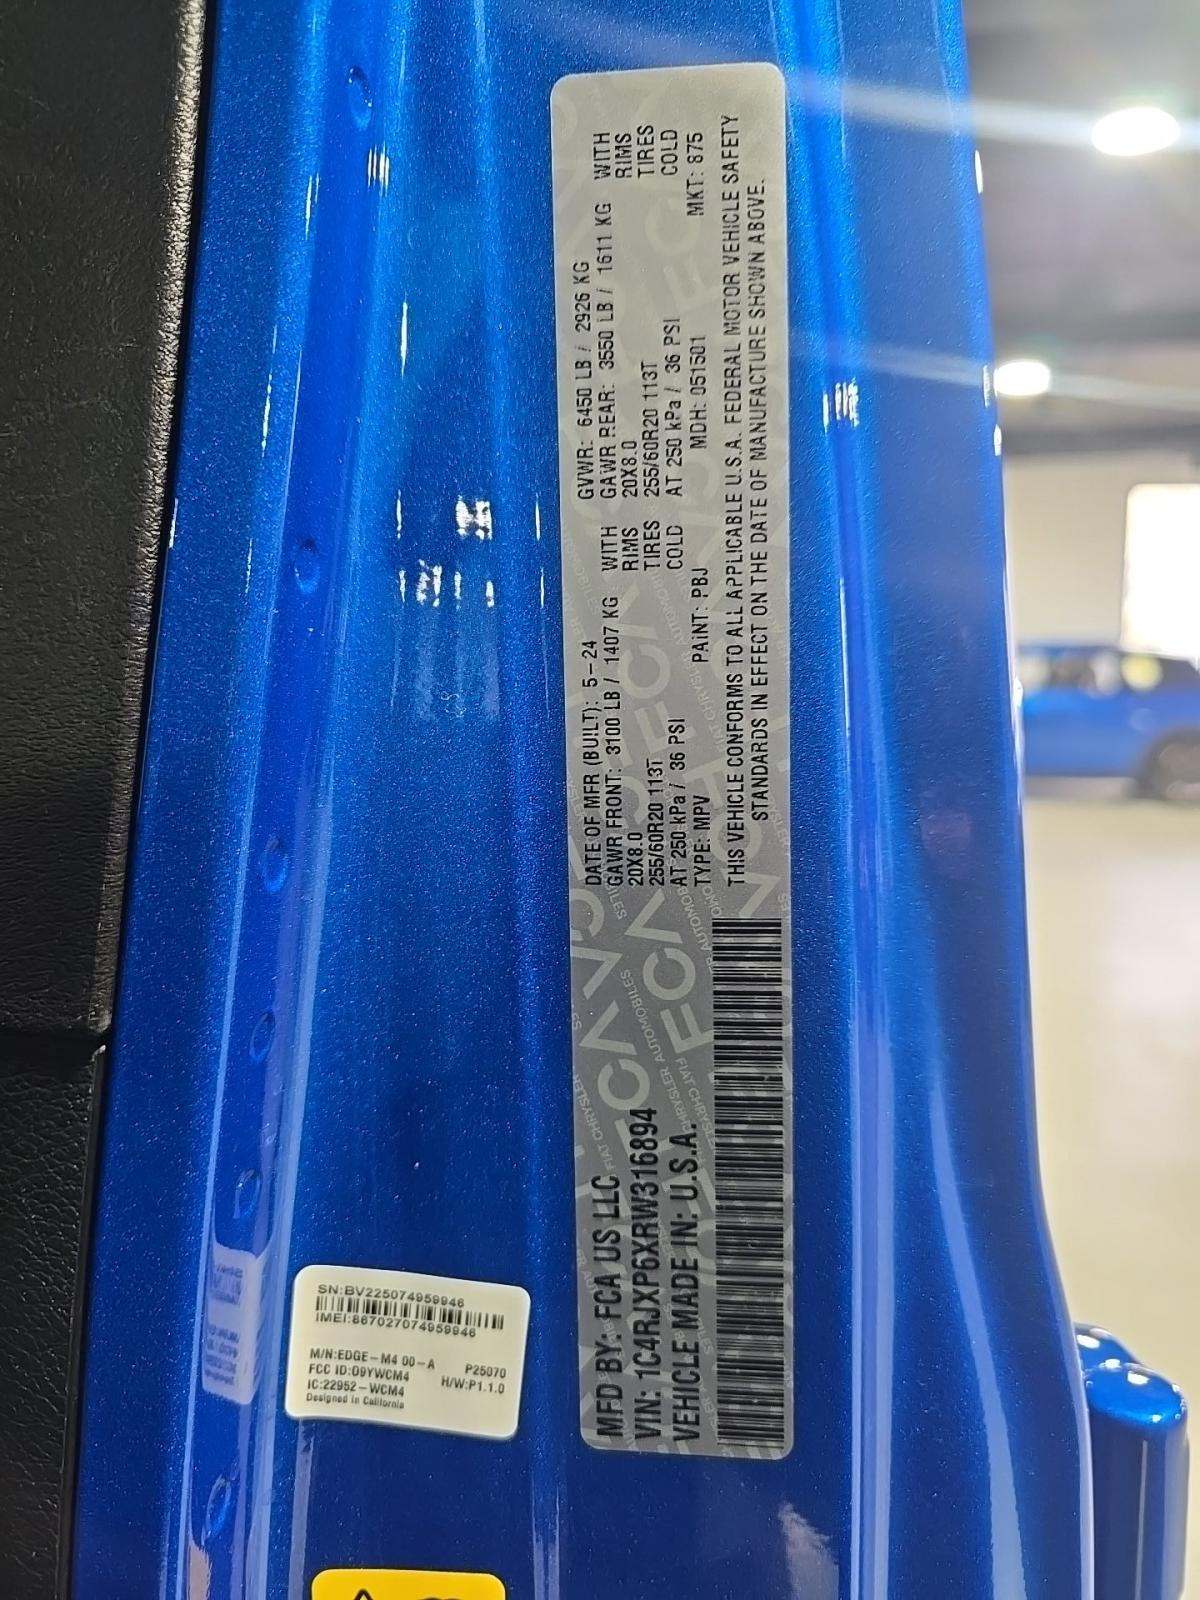 MFD BY: FCA US LLC
VIN: 1C4RJXP6XRW316894
VEHICLE MADE IN: U.S.A.
DATE OF MFR (BUILT): 5-24 GVWR: 6450 LB / 2926 KG
GAWR FRONT: 3100 LB / 1407 KG WITH GAWR REAR: 3550 LB / 1611 KG WITH
20X8.0 RIMS 20X8.0 RIMS
255/60R20 113T TIRES 255/60R20 113T TIRES
AT 250 kPa / 36 PSI COLD AT 250 kPa / 36 PSI COLD
TYPE: MPV PAINT: PBJ MDH: 051501 MKT: 875
THIS VEHICLE CONFORMS TO ALL APPLICABLE U.S.A. FEDERAL MOTOR VEHICLE SAFETY
STANDARDS IN EFFECT ON THE DATE OF MANUFACTURE SHOWN ABOVE.
SN:BV225074959946
IMEI:867027074959946
M/N:EDGE-M4 00-A P25070
FCC ID:O9YWCM4 H/W:P1.1.0
IC:22952-WCM4
Designed in California